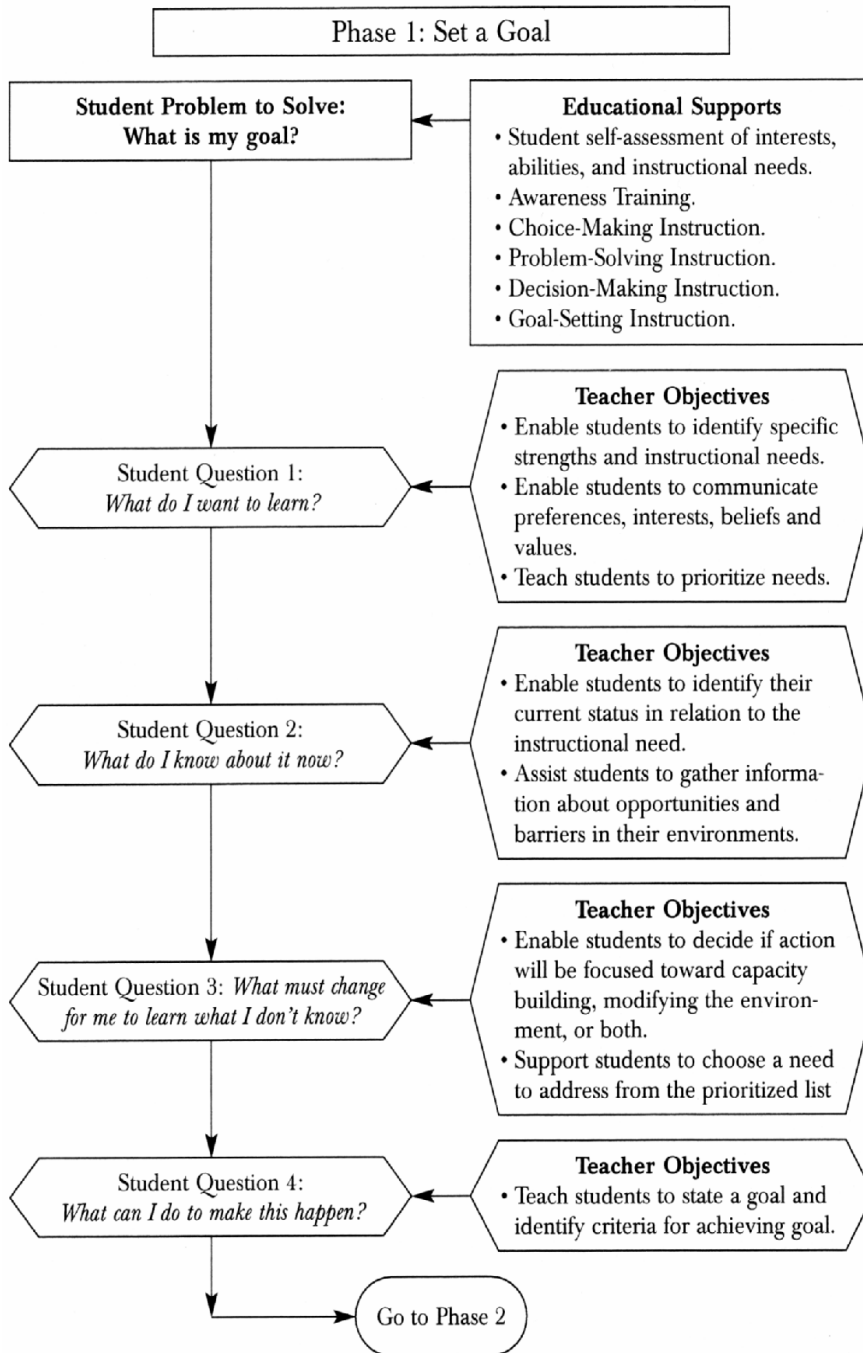 Phase 1: Set a Goal
Student Problem to Solve:
What is my goal?
Educational Supports
• Student self-assessment of interests,
abilities, and instructional needs.
• Awareness Training.
• Choice-Making Instruction.
• Problem-Solving Instruction.
• Decision-Making Instruction.
• Goal-Setting Instruction.
Student Question 1:
What do I want to learn?
Teacher Objectives
• Enable students to identify specific
strengths and instructional needs.
• Enable students to communicate
preferences, interests, beliefs and
values.
• Teach students to prioritize needs.
Student Question 2:
What do I know about it now?
Teacher Objectives
• Enable students to identify their
current status in relation to the
instructional need.
• Assist students to gather informa-
tion about opportunities and
barriers in their environments.
Student Question 3: What must change
for me to learn what I don't know?
Teacher Objectives
• Enable students to decide if action
will be focused toward capacity
building, modifying the environ-
ment, or both.
• Support students to choose a need
to address from the prioritized list
Student Question 4:
What can I do to make this happen?
Teacher Objectives
• Teach students to state a goal and
identify criteria for achieving goal.
Go to Phase 2